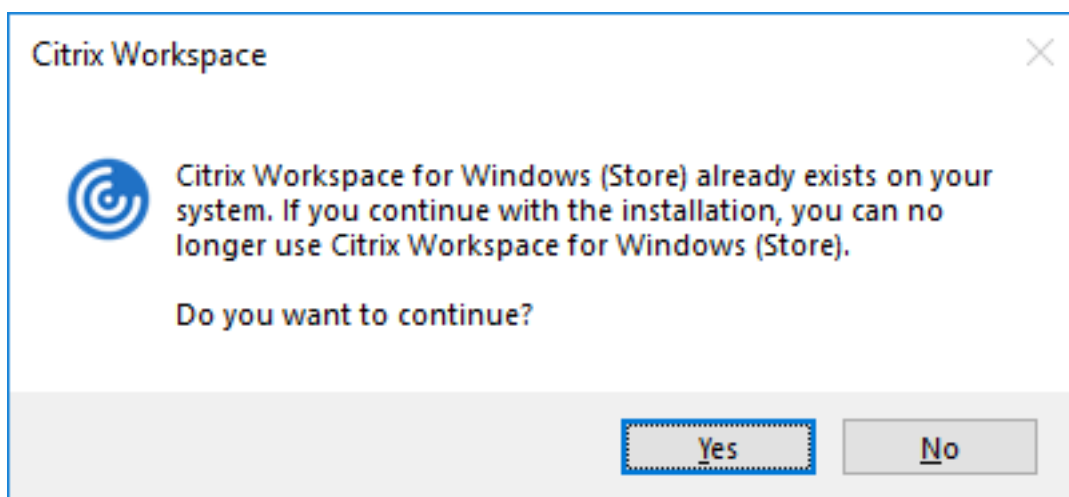 Citrix Workspace
Citrix Workspace for Windows (Store) already exists on your
system. If you continue with the installation, you can no
longer use Citrix Workspace for Windows (Store).
Do you want to continue?
Yes
No